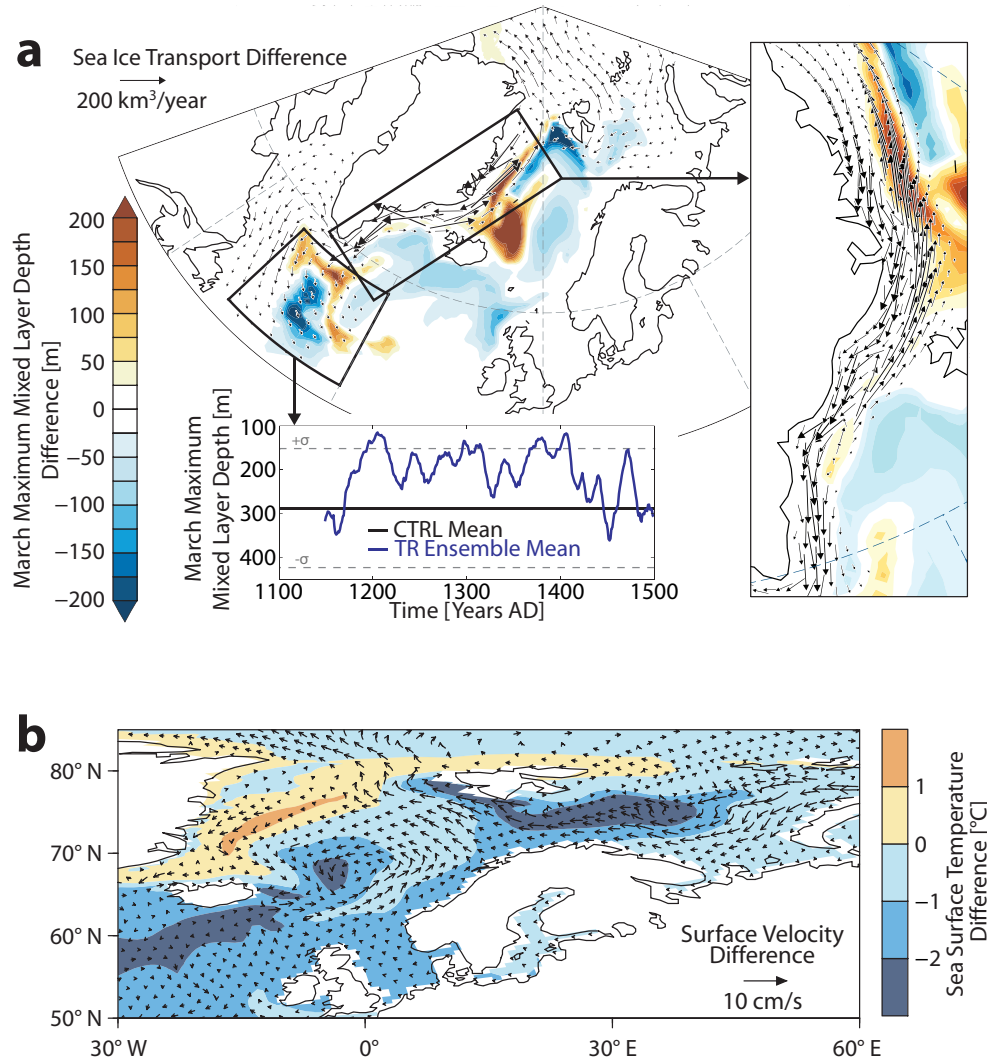 a
Sea Ice Transport Difference
200 km³/year
March Maximum Mixed Layer Depth
Difference [m]
200
150
100
50
0
−50
−100
−150
−200
March Maximum
Mixed Layer Depth [m]
100
200
300
400
+σ
-σ
CTRL Mean
TR Ensemble Mean
1100
1200
1300
1400
1500
Time [Years AD]
b
80° N
70° N
60° N
50° N
30° W
0°
30° E
60° E
Surface Velocity
Difference
10 cm/s
1
0
−1
−2
Sea Surface Temperature
Difference [°C]